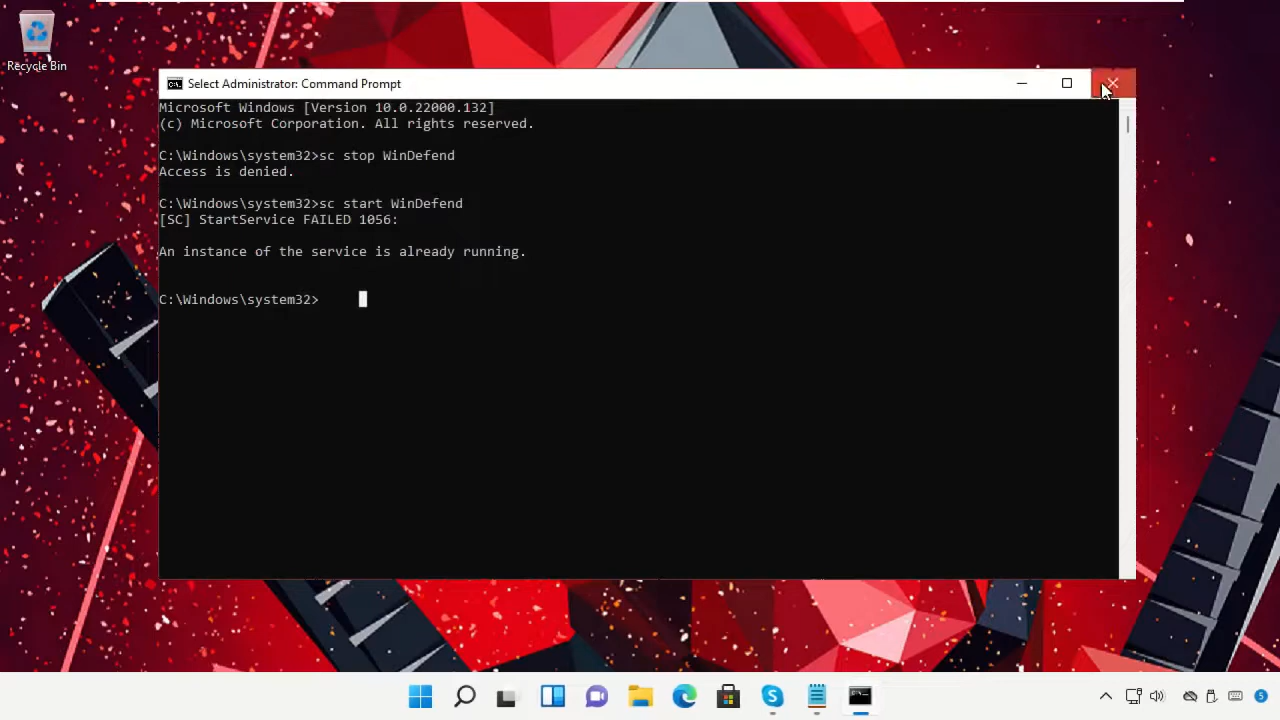 Recycle Bin
Select Administrator: Command Prompt
Microsoft Windows [Version 10.0.22000.132]
(c) Microsoft Corporation. All rights reserved.
C:\Windows\system32>sc stop WinDefend
Access is denied.
C:\Windows\system32>sc start WinDefend
[SC] StartService FAILED 1056:
An instance of the service is already running.
C:\Windows\system32>
5